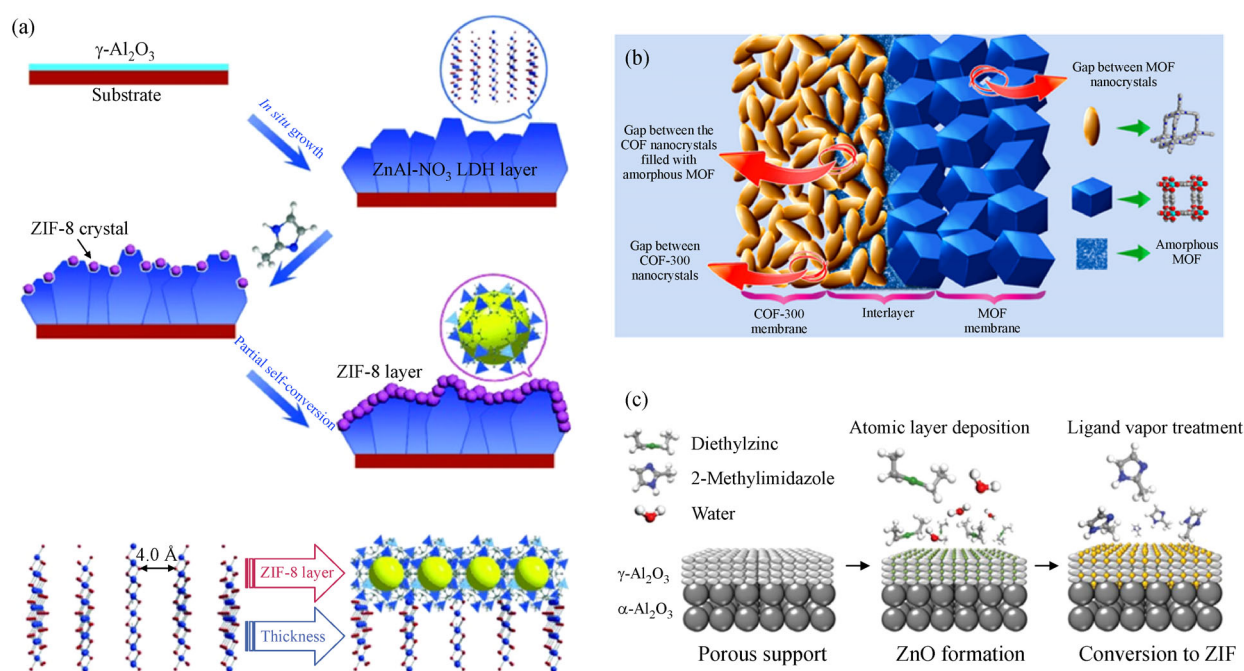 (a)
γ-Al₂O₃
Substrate
In situ growth
ZnAl-NO₃ LDH layer
ZIF-8 crystal
Partial self-conversion
ZIF-8 layer
4.0 Å
ZIF-8 layer
Thickness
(b)
Gap between MOF
nanocrystals
Gap between the
COF nanocrystals
filled with
amorphous MOF
Gap between
COF-300
nanocrystals
Amorphous
MOF
COF-300
membrane
Interlayer
MOF
membrane
(c)
Diethylzinc
2-Methylimidazole
Water
Atomic layer deposition
Ligand vapor treatment
γ-Al₂O₃
α-Al₂O₃
Porous support
ZnO formation
Conversion to ZIF